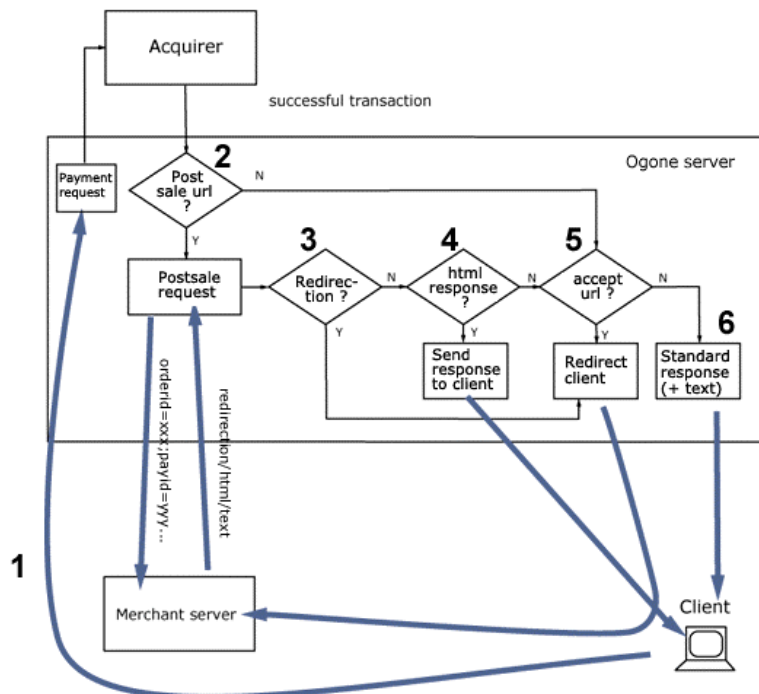 Acquirer
successful transaction
Ogone server
Payment
request
2
Post
sale url
?
N
Y
Postsale
request
3
Redirec-
tion ?
N
Y
4
html
response
?
N
Y
5
accept
url ?
N
Y
6
Send
response
to client
Redirect
client
Standard
response
(+ text)
orderid=xxx;payid=yyy...
redirection/html/text
1
Merchant server
Client